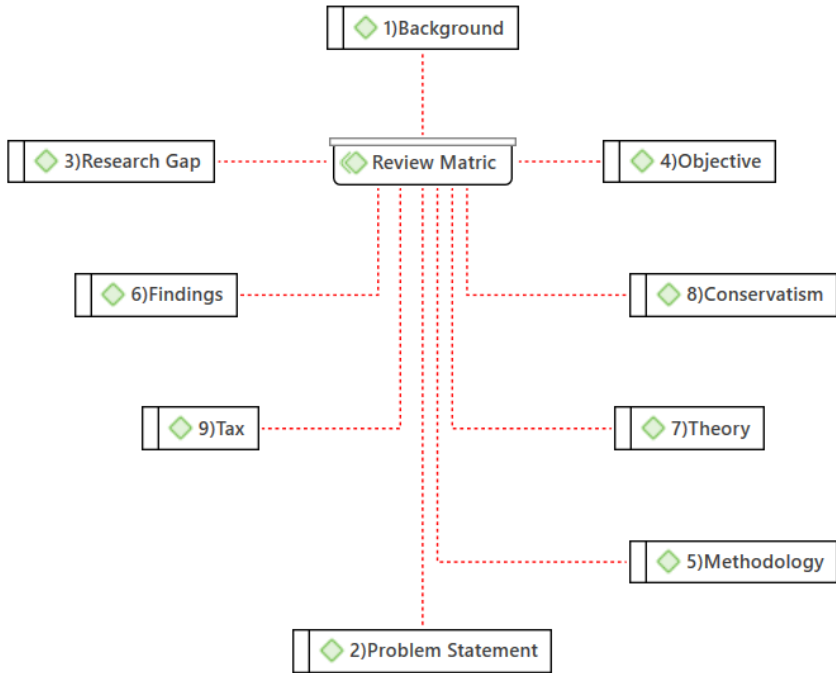 1)Background
3)Research Gap
Review Matric
4)Objective
6)Findings
8)Conservatism
9)Tax
7)Theory
5)Methodology
2)Problem Statement